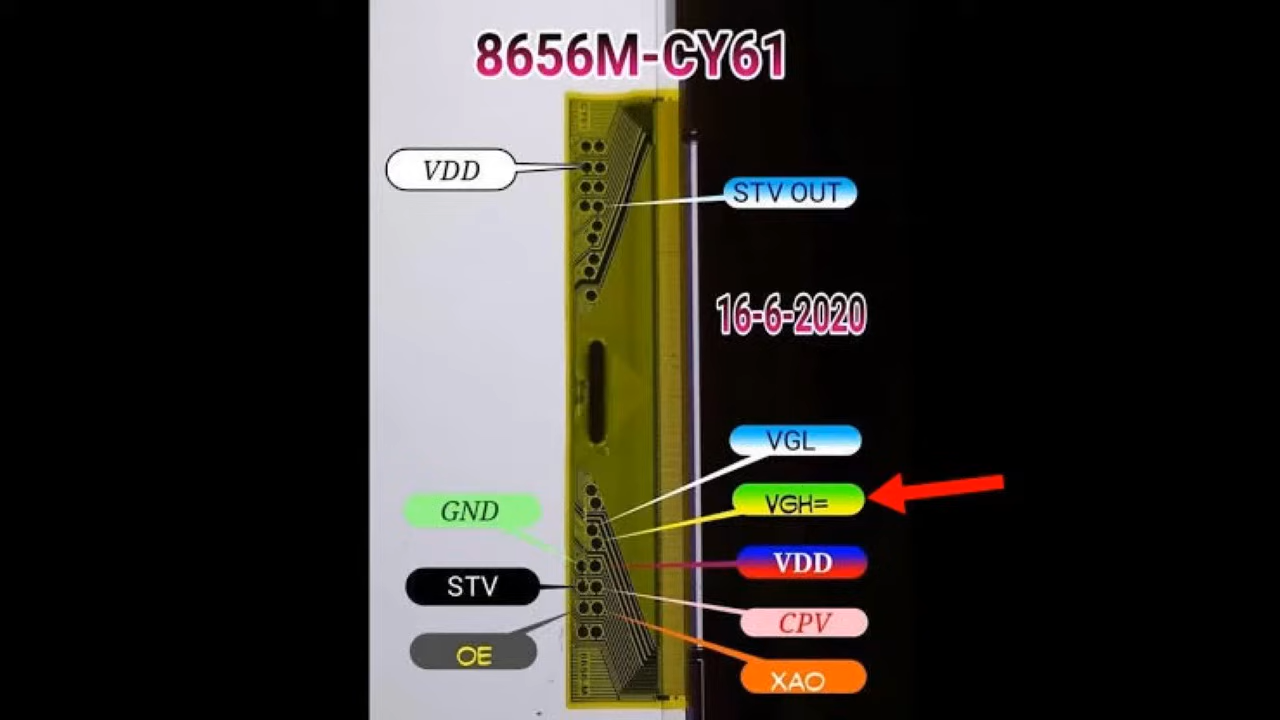 8656M-CY61
VDD
STV OUT
16-6-2020
VGL
VGH=
GND
VDD
STV
CPV
OE
XAO